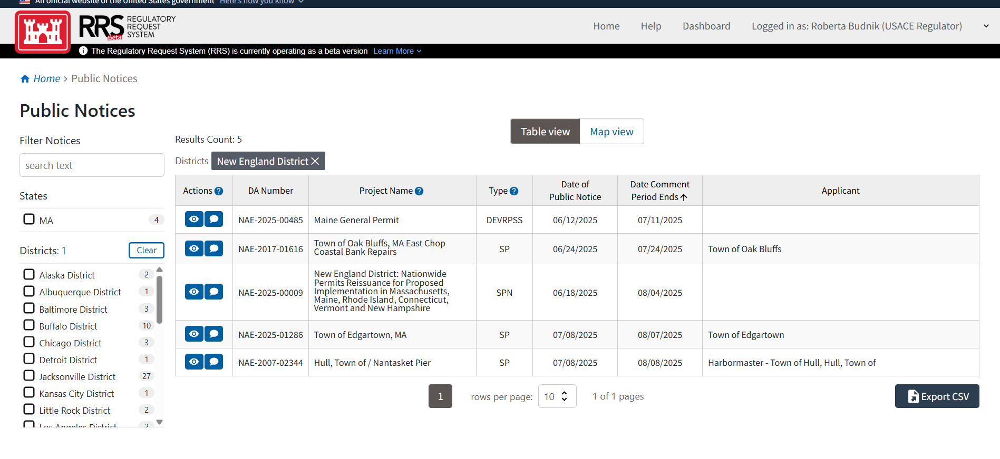 An official website of the United States government Here's how you know
RRS beta REGULATORY
REQUEST
SYSTEM
Home Help Dashboard Logged in as: Roberta Budnik (USACE Regulator)
The Regulatory Request System (RRS) is currently operating as a beta version Learn More
Home > Public Notices
Public Notices
Table view Map view
Filter Notices
Results Count: 5
search text
Districts New England District
States
MA 4
Districts: 1 Clear
Alaska District 2
Albuquerque District 1
Baltimore District 3
Buffalo District 10
Chicago District 3
Detroit District 1
Jacksonville District 27
Kansas City District 1
Little Rock District 2
Los Angeles District 2
Actions ? DA Number Project Name ? Type ? Date of Public Notice Date Comment Period Ends Applicant
NAE-2025-00485 Maine General Permit DEVRPSS 06/12/2025 07/11/2025
NAE-2017-01616 Town of Oak Bluffs, MA East Chop
Coastal Bank Repairs SP 06/24/2025 07/24/2025 Town of Oak Bluffs
New England District: Nationwide
Permits Reissuance for Proposed
NAE-2025-00009 Implementation in Massachusetts, SPN 06/18/2025 08/04/2025
Maine, Rhode Island, Connecticut,
Vermont and New Hampshire
NAE-2025-01286 Town of Edgartown, MA SP 07/08/2025 08/07/2025 Town of Edgartown
NAE-2007-02344 Hull, Town of / Nantasket Pier SP 07/08/2025 08/08/2025 Harbormaster - Town of Hull, Hull, Town of
1 rows per page: 10 1 of 1 pages Export CSV